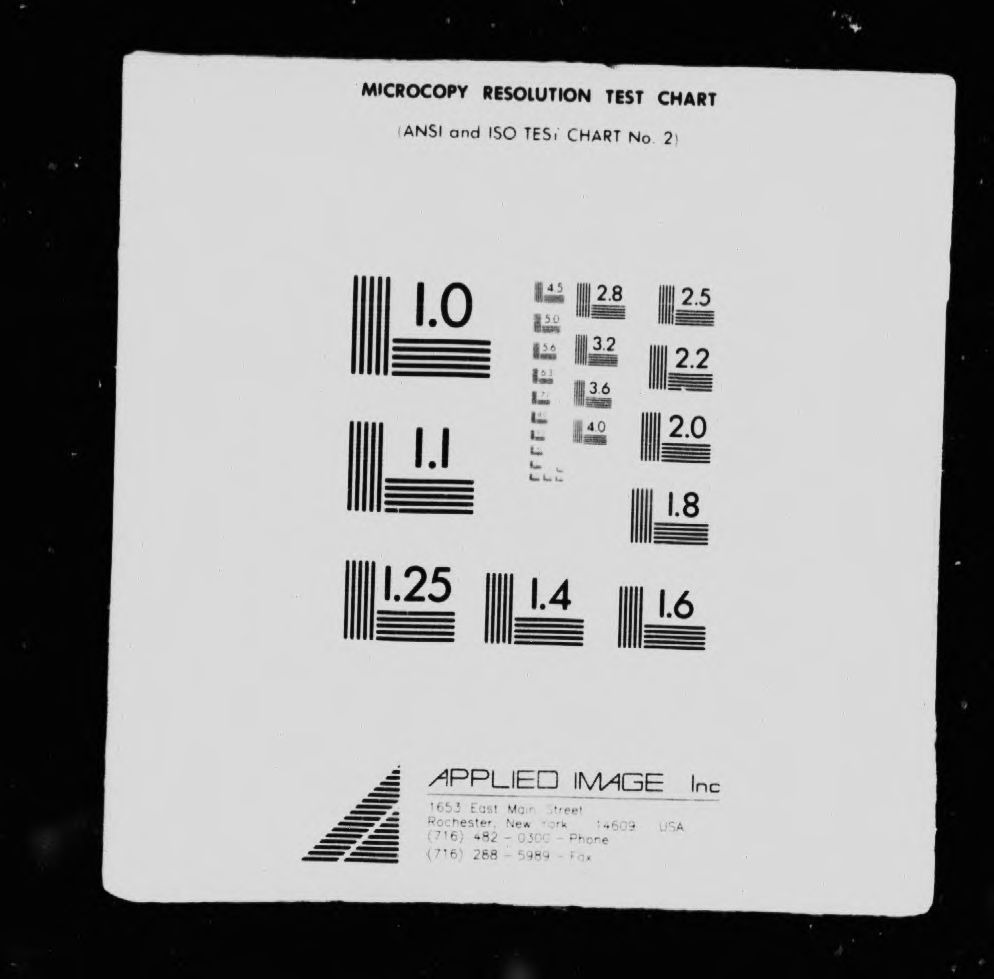 MICROCOPY RESOLUTION TEST CHART
(ANSI and ISO TEST CHART No. 2)
1.0
4.5
2.8
2.5
5.0
5.6
3.2
2.2
6.3
3.6
4.0
2.0
1.1
1.8
1.25
1.4
1.6
APPLIED IMAGE Inc
1653 East Main Street
Rochester, New York 14609 USA
(716) 482 - 0300 - Phone
(716) 288 - 5989 - Fax